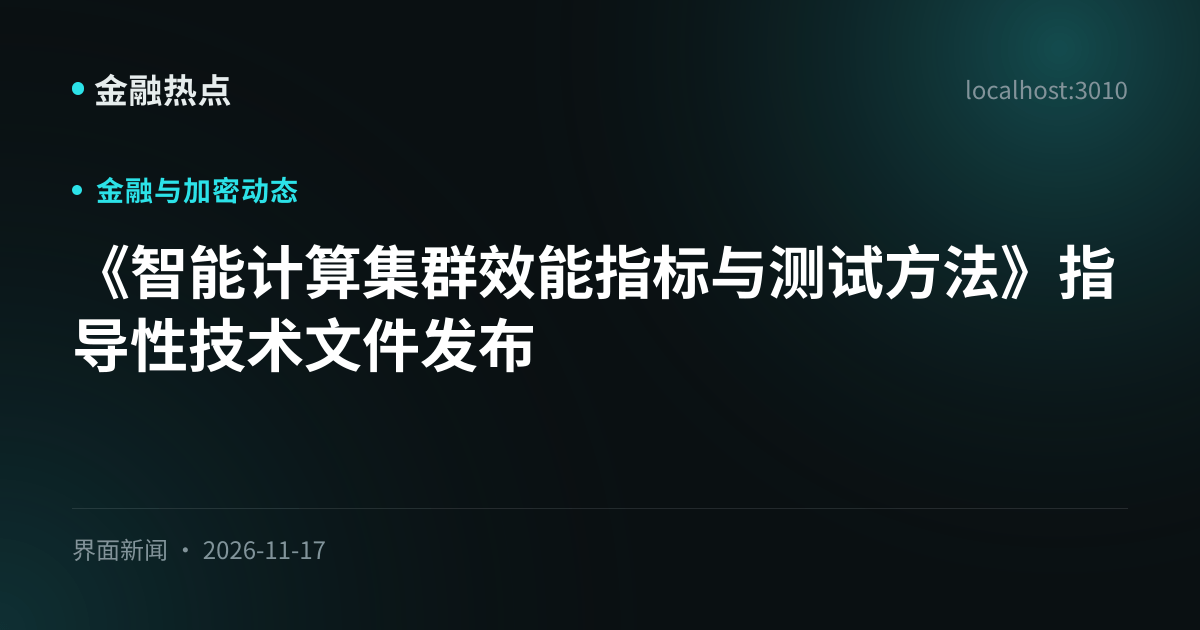 金融热点
localhost:3010
金融与加密动态
《智能计算集群效能指标与测试方法》指
导性技术文件发布
界面新闻 • 2026-11-17